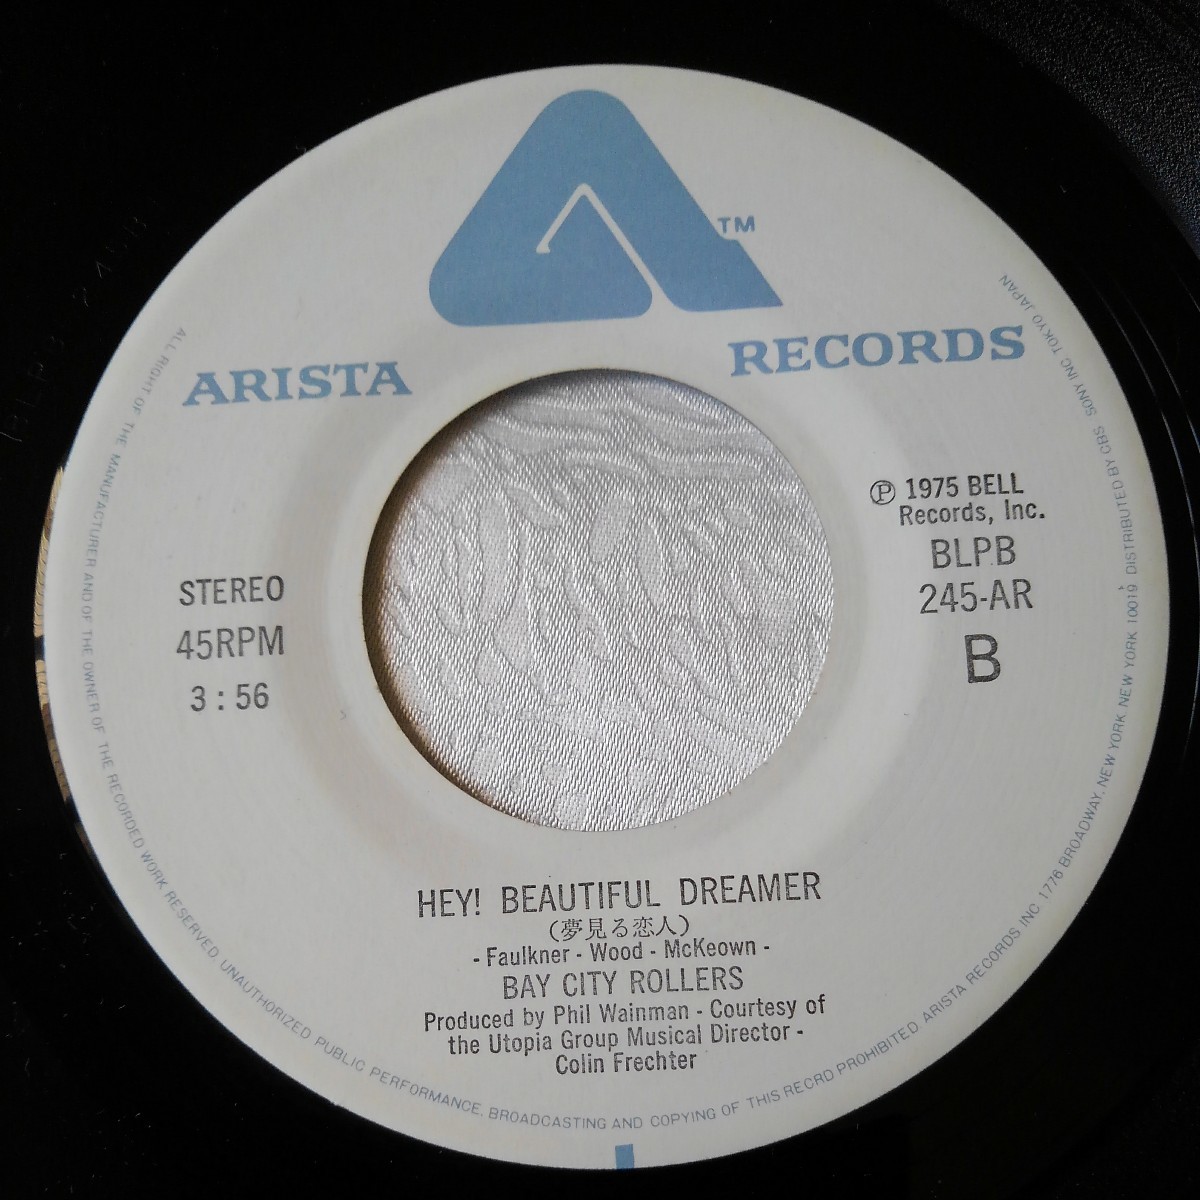 TM
ARISTA RECORDS
℗ 1975 BELL
Records, Inc.
BLPB
245-AR
B
STEREO
45RPM
3:56
HEY! BEAUTIFUL DREAMER
(夢見る恋人)
- Faulkner - Wood - McKeown -
BAY CITY ROLLERS
Produced by Phil Wainman - Courtesy of
the Utopia Group Musical Director -
Colin Frechter
ALL RIGHT OF THE MANUFACTURER AND OF THE OWNER OF THE RECORDED WORK RESERVED UNAUTHORIZED PUBLIC PERFORMANCE, BROADCASTING AND COPYING OF THIS RECRD PROHIBITED ARISTA RECORDS INC 1776 BROADWAY, NEW YORK, NEW YORK 10019 DISTRIBUTED BY CBS SONY INC TOKYO JAPAN